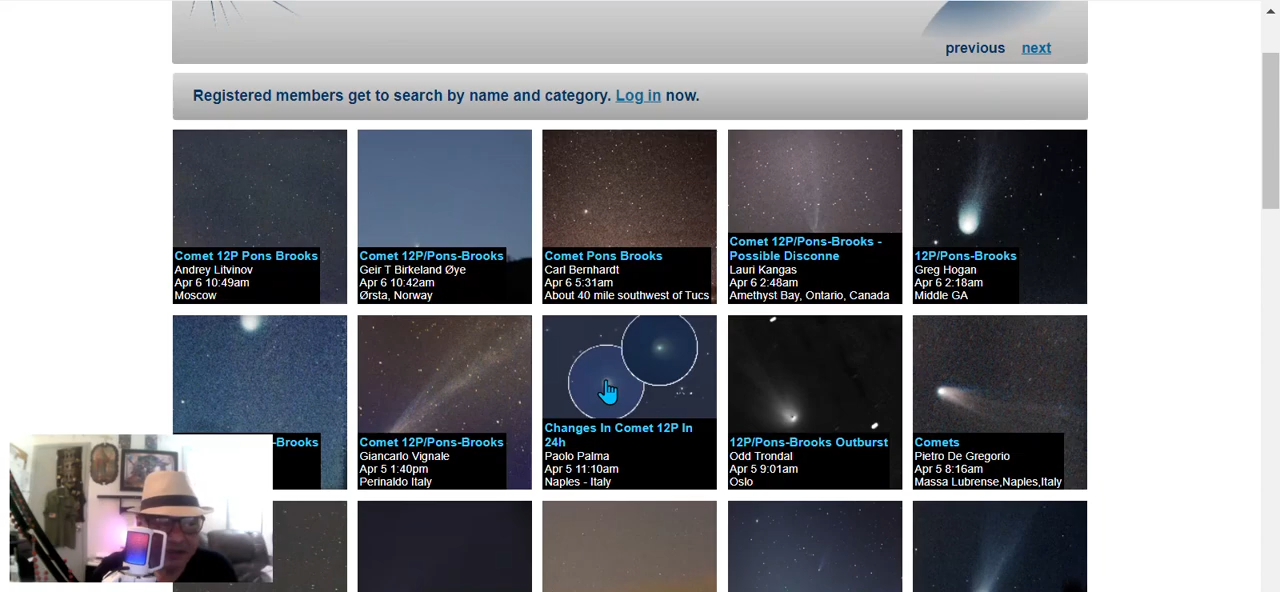 previous next
Registered members get to search by name and category. Log in now.
Comet 12P Pons Brooks
Andrey Litvinov
Apr 6 10:49am
Moscow
Comet 12P/Pons-Brooks
Geir T Birkeland Øye
Apr 6 10:42am
Ørsta, Norway
Comet Pons Brooks
Carl Bernhardt
Apr 6 5:31am
About 40 mile southwest of Tucs
Comet 12P/Pons-Brooks -
Possible Disconne
Lauri Kangas
Apr 6 2:48am
Amethyst Bay, Ontario, Canada
12P/Pons-Brooks
Greg Hogan
Apr 6 2:18am
Middle GA
-Brooks
Comet 12P/Pons-Brooks
Giancarlo Vignale
Apr 5 1:40pm
Perinaldo Italy
Changes In Comet 12P In
24h
Paolo Palma
Apr 5 11:10am
Naples - Italy
12P/Pons-Brooks Outburst
Odd Trondal
Apr 5 9:01am
Oslo
Comets
Pietro De Gregorio
Apr 5 8:16am
Massa Lubrense,Naples,Italy